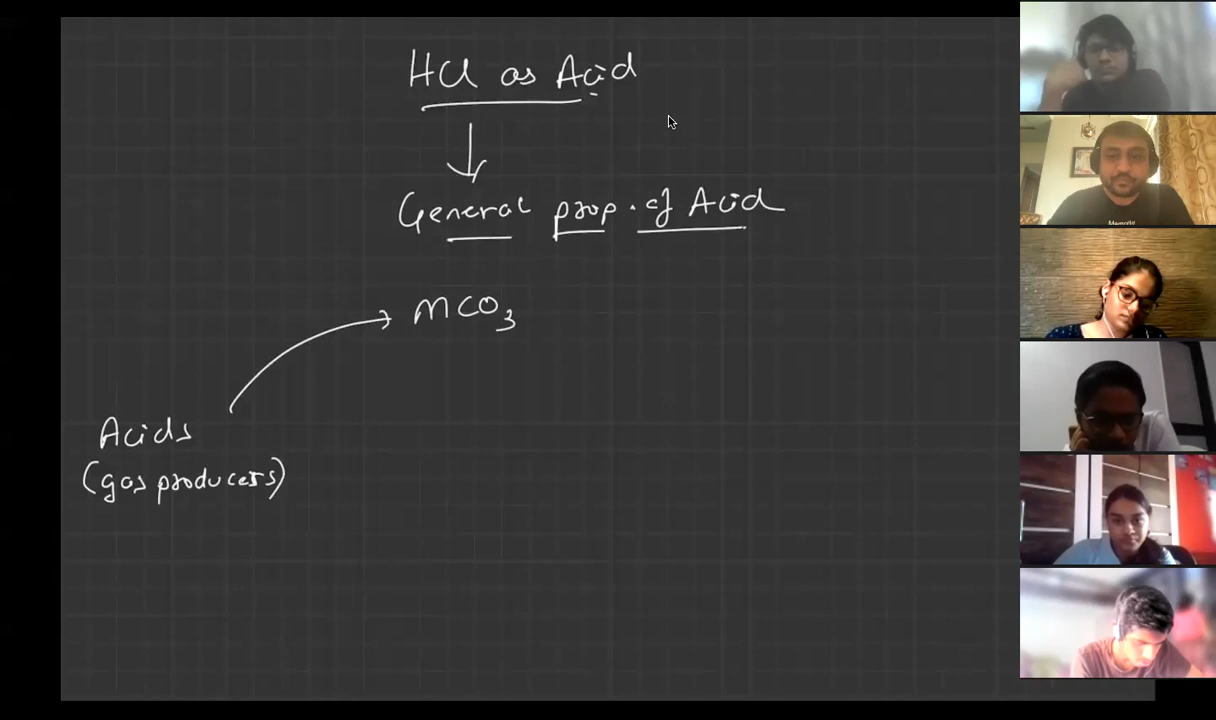 HCl as Acid
General prop. of Acid
MCO3
Acids
(gas producers)